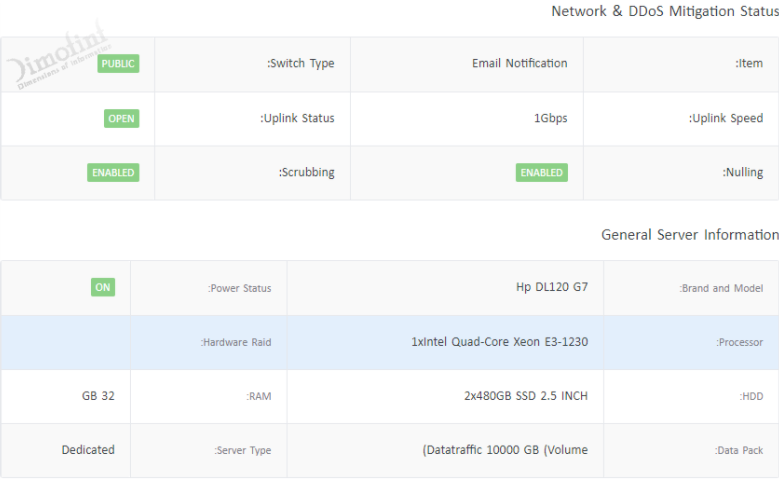 Network & DDoS Mitigation Status
Dimofinf
Dimensions of information
:Item
Email Notification
:Switch Type
PUBLIC
:Uplink Speed
1Gbps
:Uplink Status
OPEN
:Nulling
ENABLED
:Scrubbing
ENABLED
General Server Information
:Brand and Model
Hp DL120 G7
:Power Status
ON
:Processor
1xIntel Quad-Core Xeon E3-1230
:Hardware Raid
:HDD
2x480GB SSD 2.5 INCH
:RAM
GB 32
:Data Pack
(Datatraffic 10000 GB (Volume
:Server Type
Dedicated